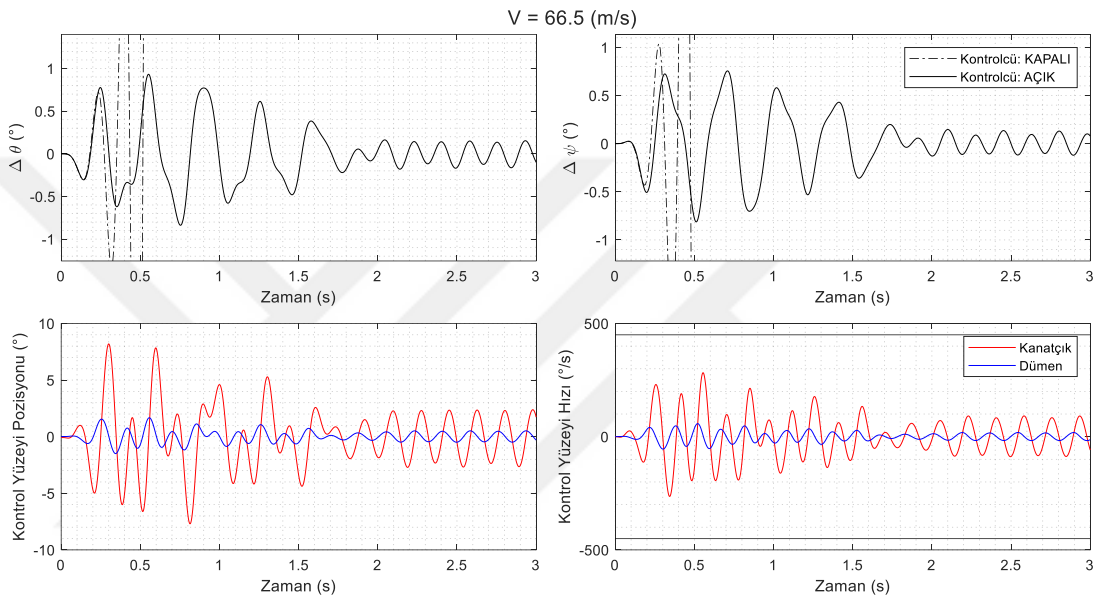 V = 66.5 (m/s)
Δ θ (°)
1
0.5
0
-0.5
-1
0 0.5 1 1.5 2 2.5 3
Zaman (s)
Δ ψ (°)
1
0.5
0
-0.5
-1
Kontrolcü: KAPALI
Kontrolcü: AÇIK
0 0.5 1 1.5 2 2.5 3
Zaman (s)
Kontrol Yüzeyi Pozisyonu (°)
10
5
0
-5
-10
0 0.5 1 1.5 2 2.5 3
Zaman (s)
Kontrol Yüzeyi Hızı (°/s)
500
0
-500
Kanatçık
Dümen
0 0.5 1 1.5 2 2.5 3
Zaman (s)